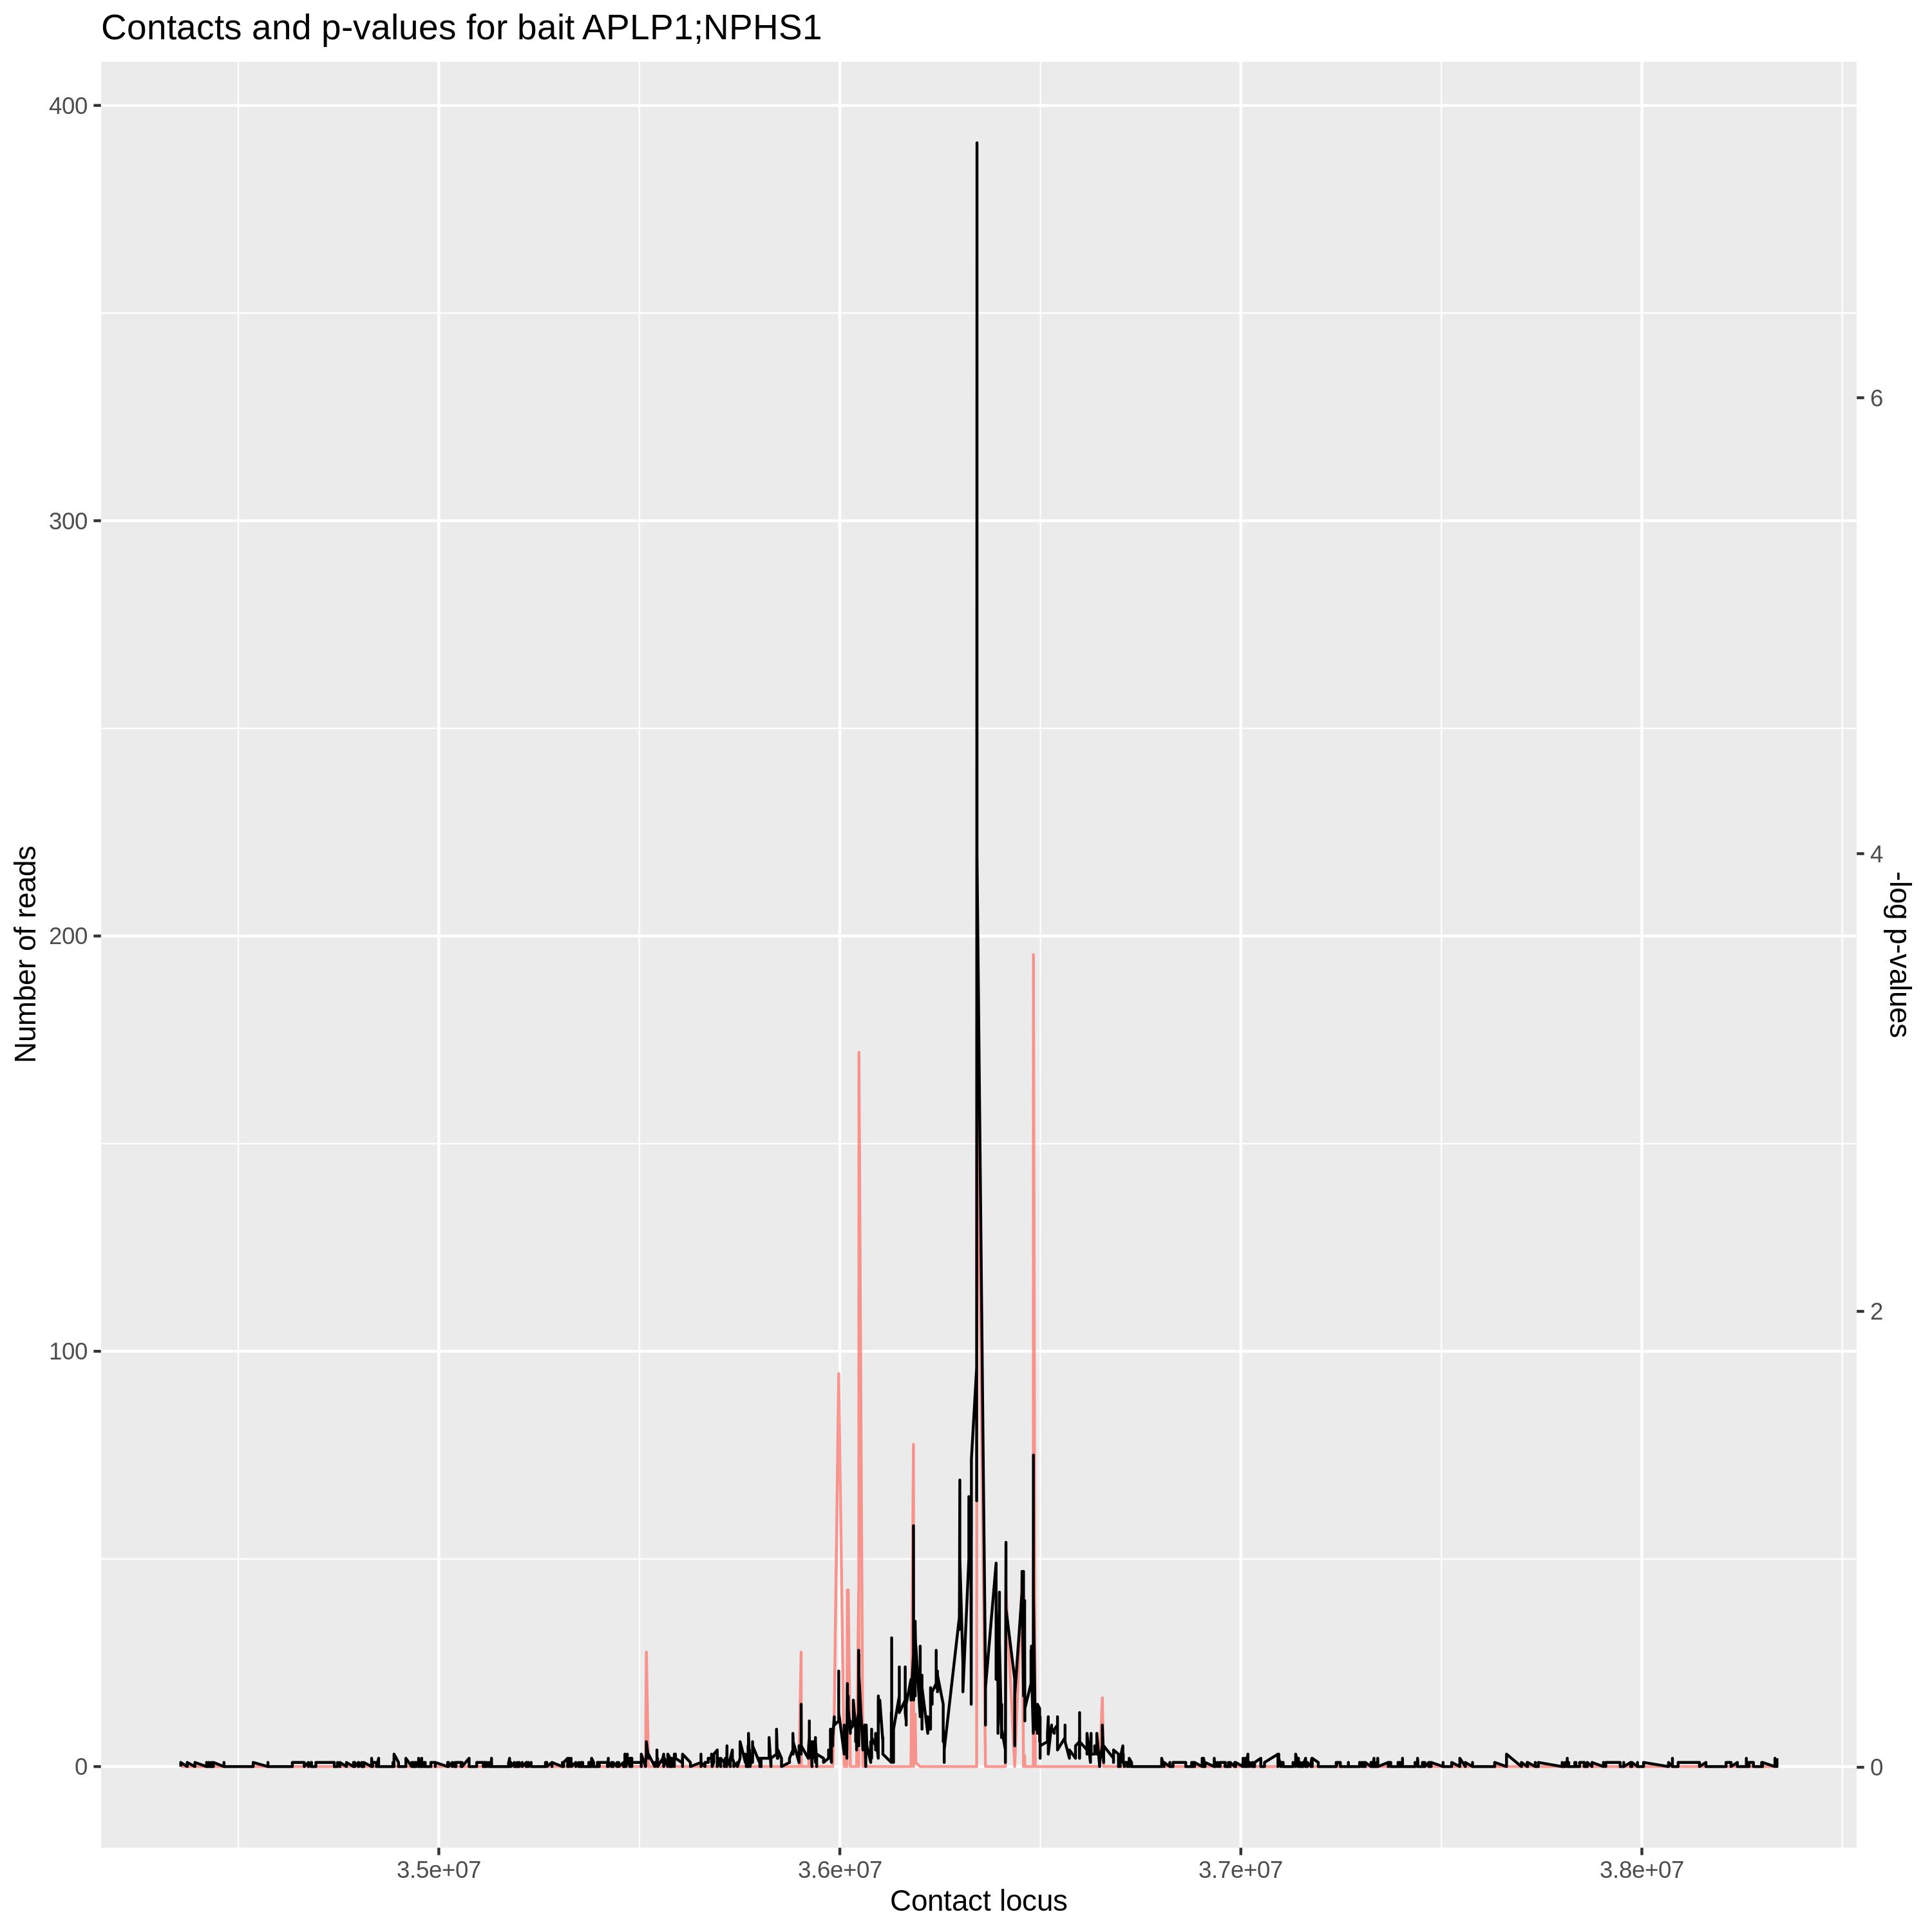 Contacts and p-values for bait APLP1;NPHS1
400
300
200
100
0
Number of reads
6
4
2
0
-log p-values
3.5e+07
3.6e+07
3.7e+07
3.8e+07
Contact locus